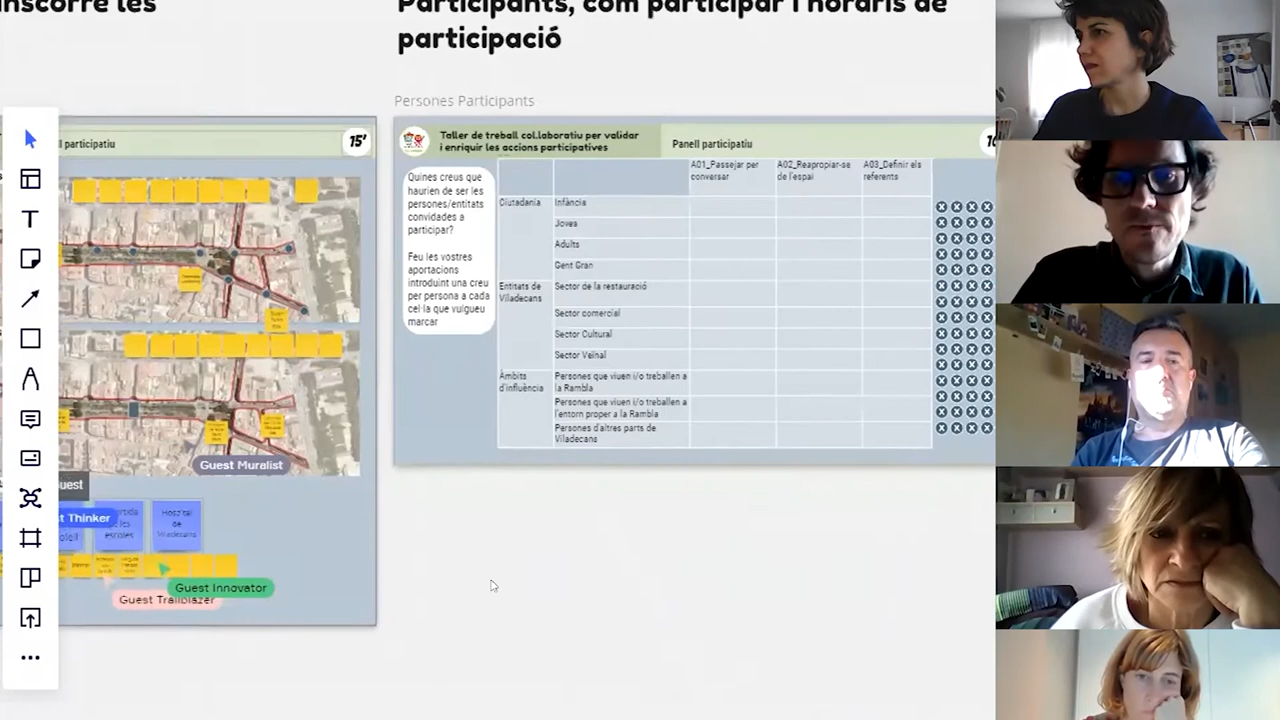 nscorre les
Participants, com participar i horaris de
participació
Persones Participants
ll participatiu
15'
Taller de treball col.laboratiu per validar
i enriquir les accions participatives
Panell participatiu
Quines creus que
haurien de ser les
persones/entitats
convidades a
participar?
Feu les vostres
aportacions
introduint una creu
per persona a cada
cel·la que vulgueu
marcar
A01_Passejar per
conversar
A02_Reapropiar-se
de l'espai
A03_Definir els
referents
Ciutadania
Infància
Joves
Adults
Gent Gran
Entitats de
Viladecans
Sector de la restauració
Sector comercial
Sector Cultural
Sector Veïnal
Àmbits
d'influència
Persones que viuen i/o treballen a
la Rambla
Persones que viuen i/o treballen a
l'entorn proper a la Rambla
Persones d'altres parts de
Viladecans
Guest Muralist
uest
st Thinker
Hospital
de
Viladecans
Guest Innovator
Guest Trailblazer